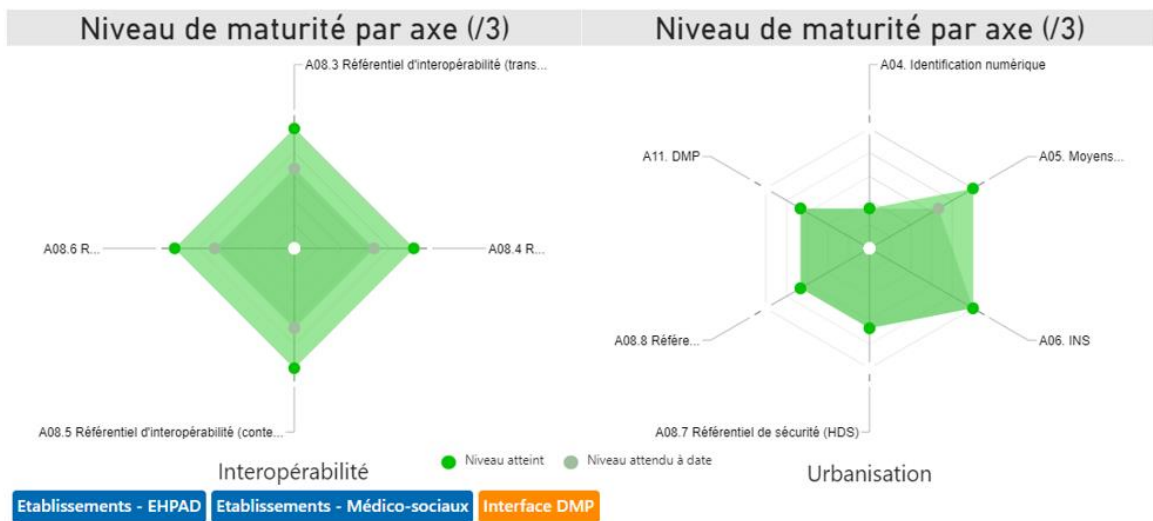 Niveau de maturité par axe (/3)
Niveau de maturité par axe (/3)
A08.3 Référentiel d'interopérabilité (trans...
A08.6 R...
A08.4 R...
A08.5 Référentiel d'interopérabilité (conte...
Interopérabilité
A04. Identification numérique
A11. DMP
A05. Moyens...
A08.8 Référe...
A06. INS
A08.7 Référentiel de sécurité (HDS)
Niveau atteint
Niveau attendu à date
Urbanisation
Etablissements - EHPAD
Etablissements - Médico-sociaux
Interface DMP